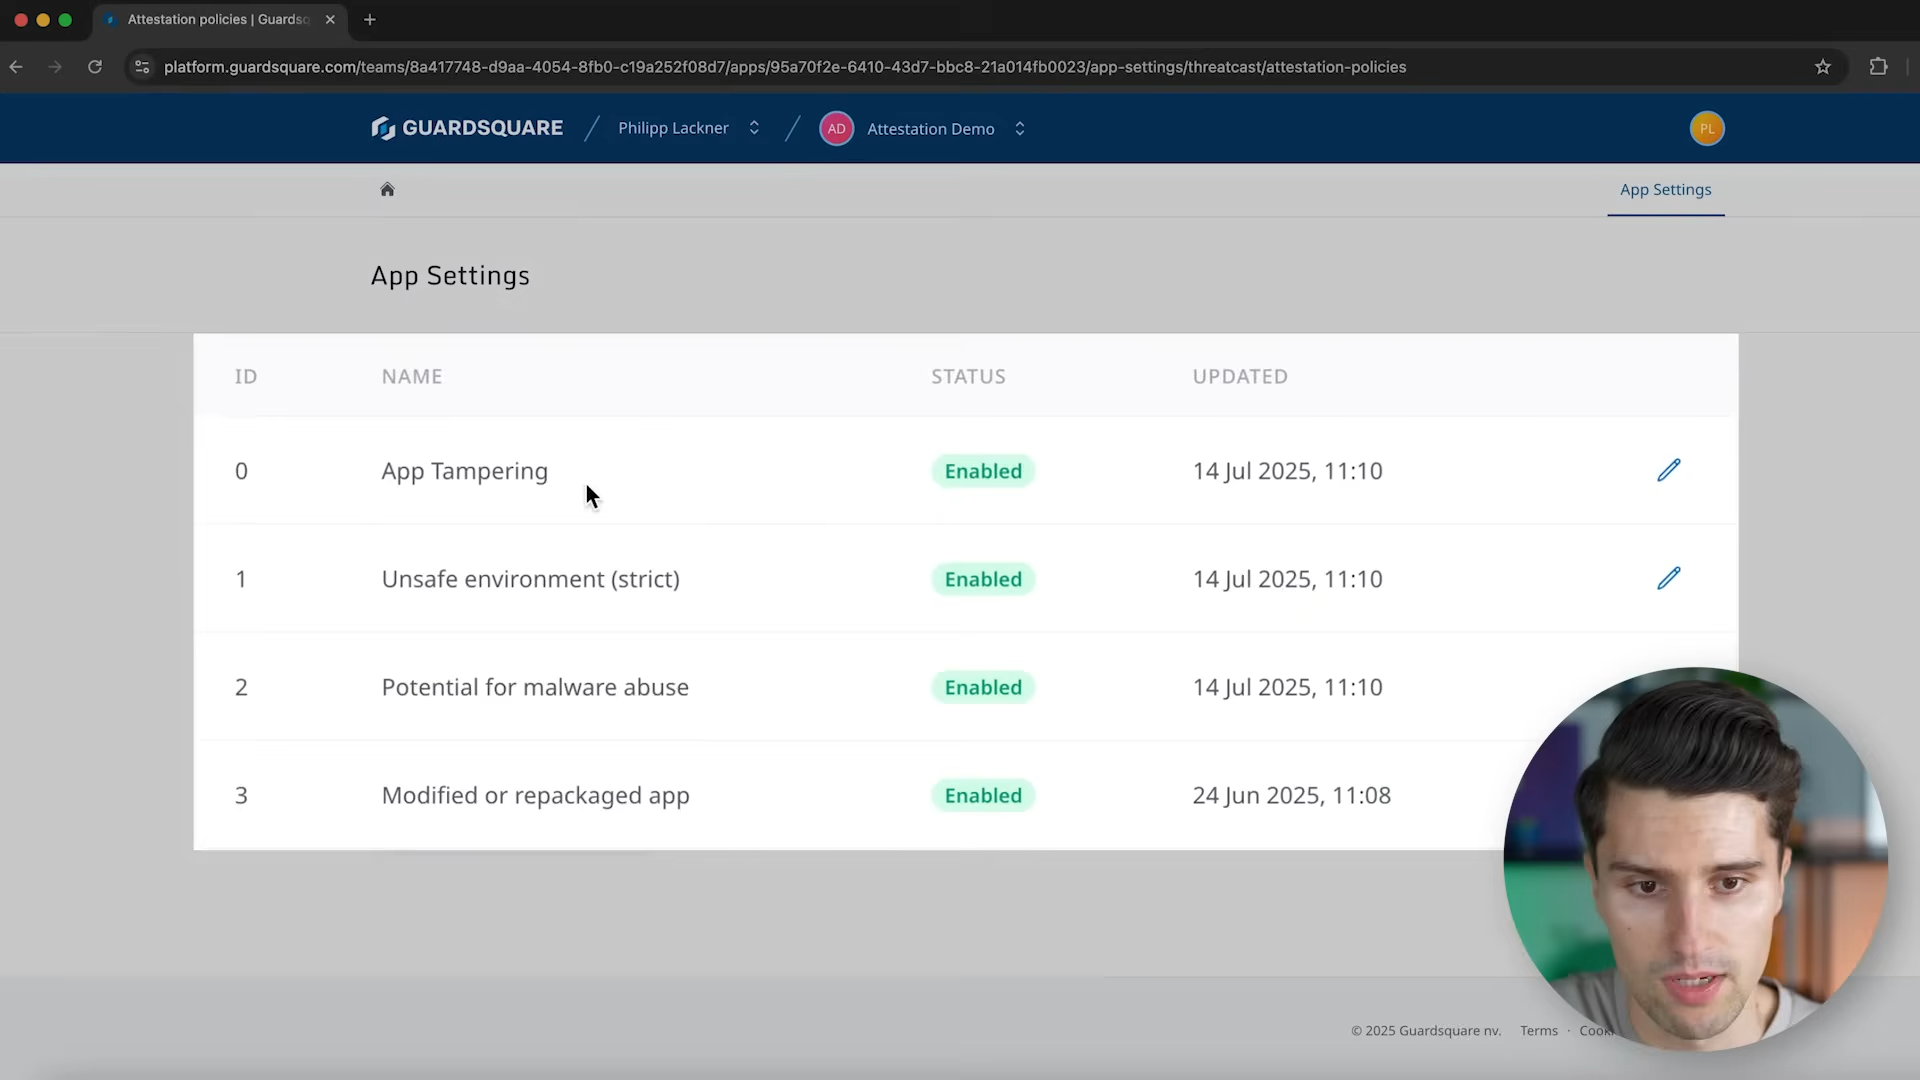 Attestation policies | Guardsq
platform.guardsquare.com/teams/8a417748-d9aa-4054-8fb0-c19a252f08d7/apps/95a70f2e-6410-43d7-bbc8-21a014fb0023/app-settings/threatcast/attestation-policies
GUARDSQUARE Philipp Lackner AD Attestation Demo PL
App Settings
App Settings
ID NAME STATUS UPDATED
0 App Tampering Enabled 14 Jul 2025, 11:10
1 Unsafe environment (strict) Enabled 14 Jul 2025, 11:10
2 Potential for malware abuse Enabled 14 Jul 2025, 11:10
3 Modified or repackaged app Enabled 24 Jun 2025, 11:08
© 2025 Guardsquare nv. Terms ·